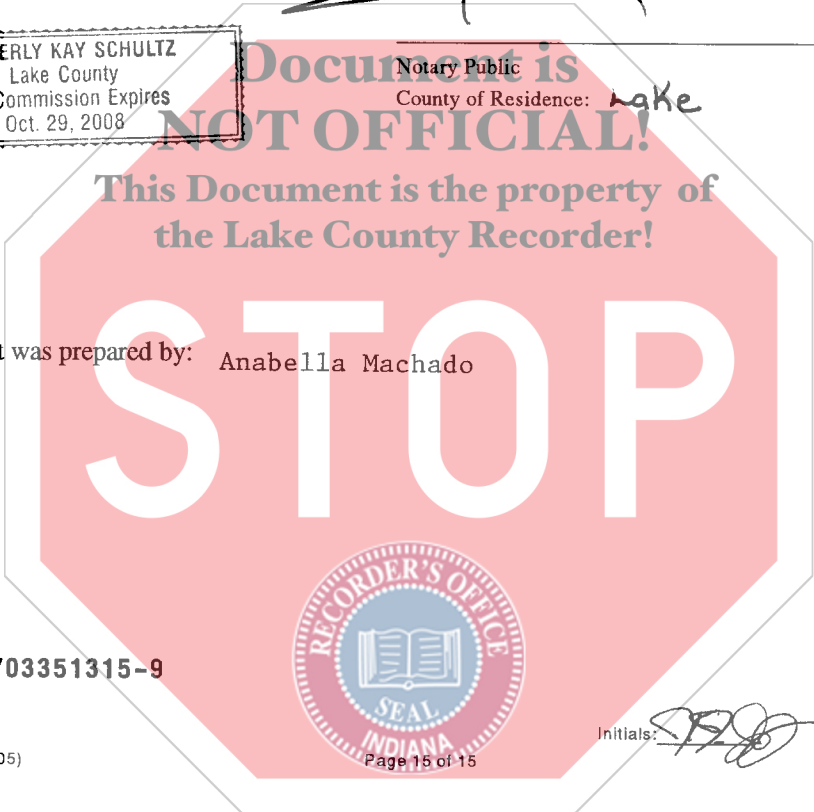 ERLY KAY SCHULTZ
Lake County
Commission Expires
Oct. 29, 2008
Notary Public
County of Residence: Lake
Document is
NOT OFFICIAL!
This Document is the property of
the Lake County Recorder!
t was prepared by: Anabella Machado
STOP
RECORDER'S OFFICE
SEAL
INDIANA
703351315-9
Initials:
05)
Page 15 of 15